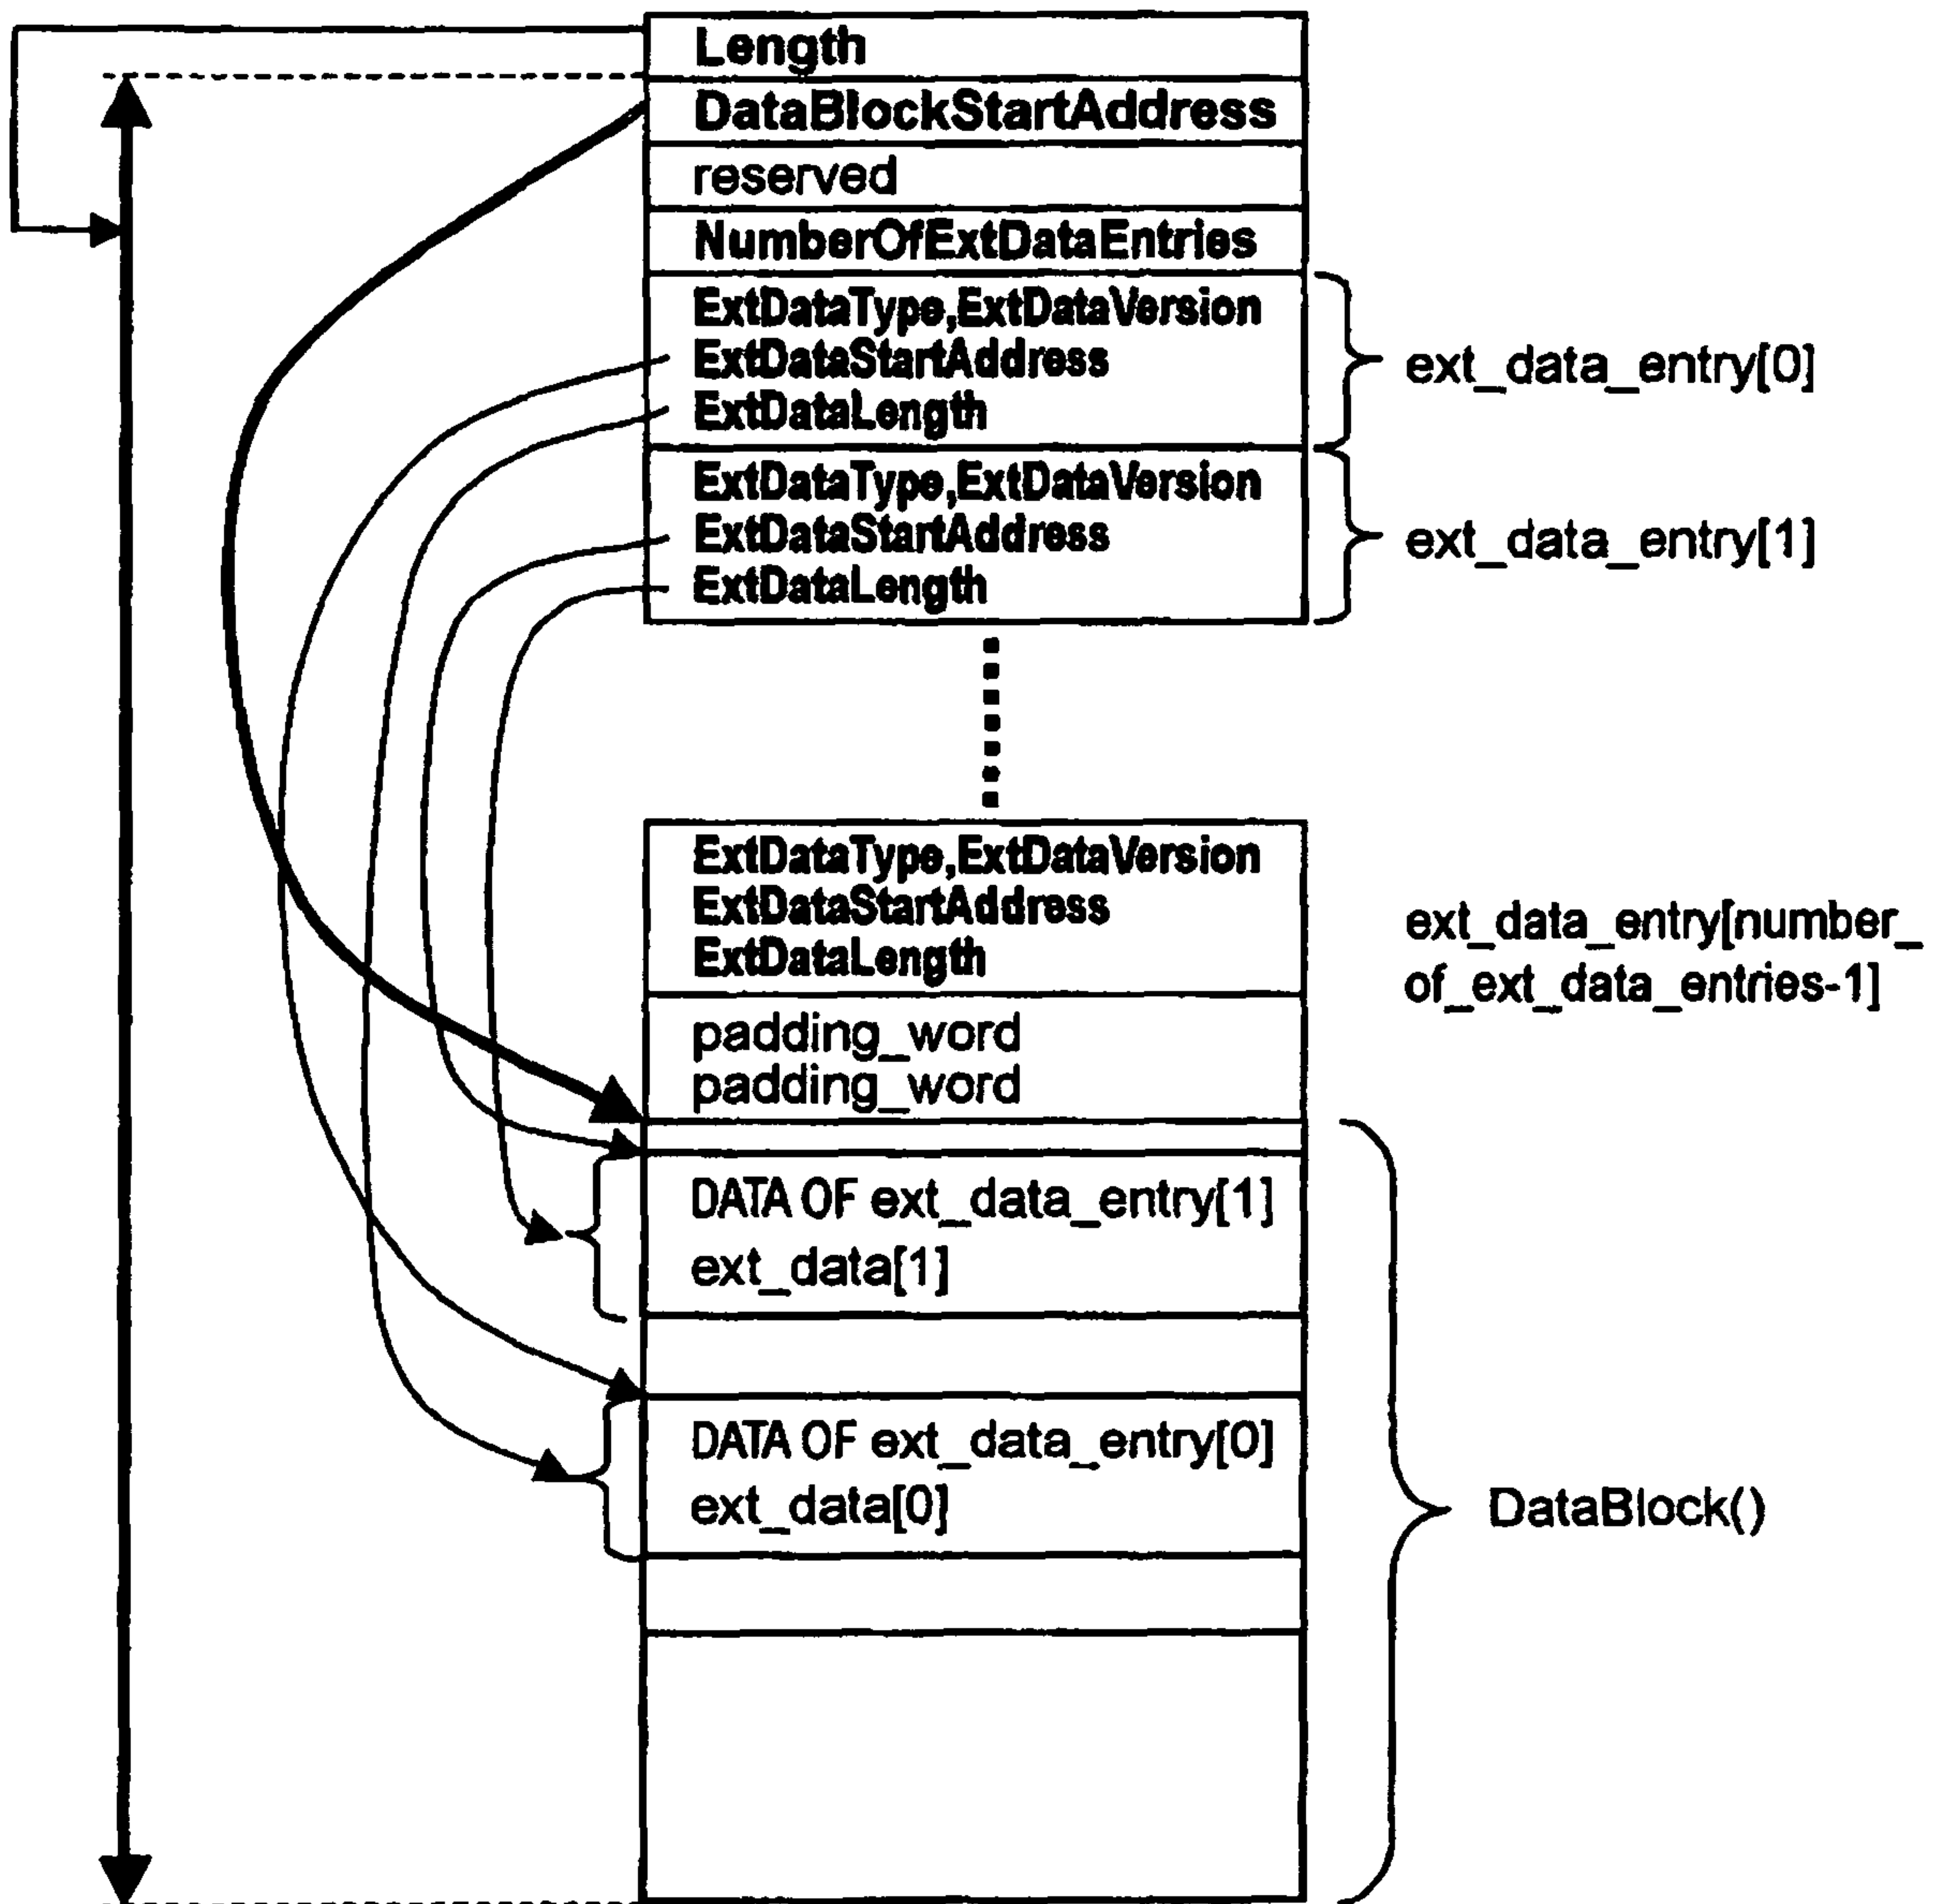 Length
DataBlockStartAddress
reserved
NumberOfExtDataEntries
ExtDataType,ExtDataVersion
ExtDataStartAddress
ExtDataLength
ext_data_entry[0]
ExtDataType,ExtDataVersion
ExtDataStartAddress
ExtDataLength
ext_data_entry[1]
ExtDataType,ExtDataVersion
ExtDataStartAddress
ExtDataLength
ext_data_entry[number_
of_ext_data_entries-1]
padding_word
padding_word
DATA OF ext_data_entry[1]
ext_data[1]
DATA OF ext_data_entry[0]
ext_data[0]
DataBlock()